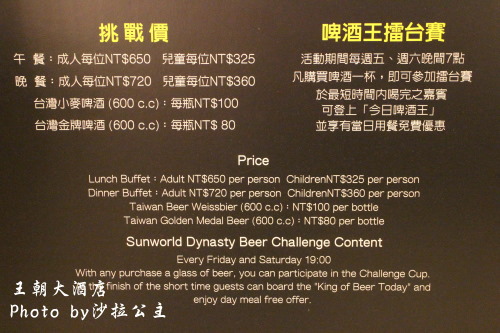 挑戰價
午 餐：成人每位NT$650 兒童每位NT$325
晚 餐：成人每位NT$720 兒童每位NT$360
台灣小麥啤酒 (600 c.c)：每瓶NT$100
台灣金牌啤酒 (600 c.c)：每瓶NT$ 80
啤酒王擂台賽
活動期間每週五、週六晚間7點
凡購買啤酒一杯，即可參加擂台賽
於最短時間內喝完之嘉賓
可登上「今日啤酒王」
並享有當日用餐免費優惠
Price
Lunch Buffet：Adult NT$650 per person ChildrenNT$325 per person
Dinner Buffet：Adult NT$720 per person ChildrenNT$360 per person
Taiwan Beer Weissbier (600 c.c)：NT$100 per bottle
Taiwan Golden Medal Beer (600 c.c)：NT$80 per bottle
Sunworld Dynasty Beer Challenge Content
Every Friday and Saturday 19:00
With any purchase a glass of beer, you can participate in the Challenge Cup.
the finish of the short time guests can board the "King of Beer Today" and
enjoy day meal free offer.
王朝大酒店
Photo by沙拉公主